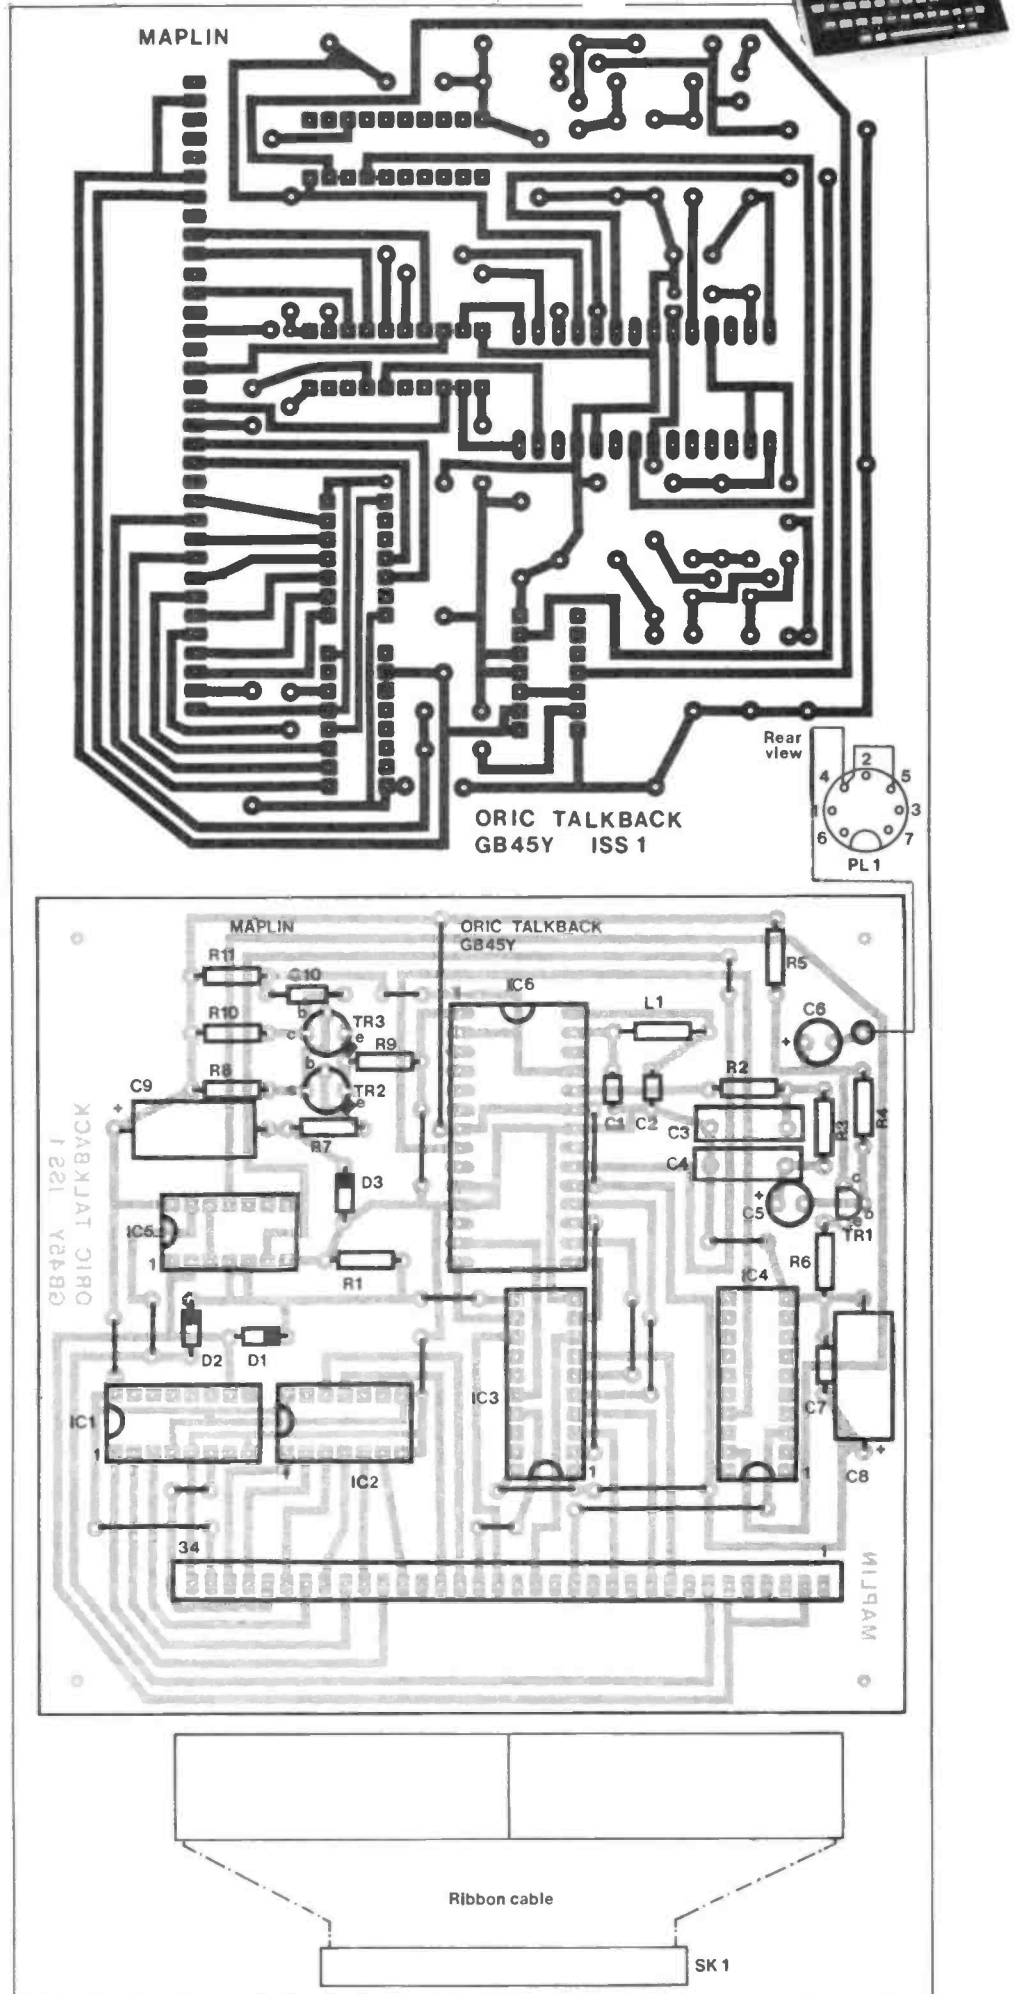 MAPLIN
ORIC TALKBACK
GB45Y ISS 1
Rear
view
2
4
5
1
3
6
7
PL1
MAPLIN
ORIC TALKBACK
GB45Y
R11
C10
IC6
R5
b
TR3
L1
C6
R10
c
e
R9
+
b
R8
R2
C9
TR2
e
+
C1
C2
C3
R3
R4
R7
C4
D3
+
c
C5
b
e
TR1
IC5
1
R1
R6
IC4
GB45Y ISS 1
ORIC TALKBACK
+
D2
D1
IC3
C7
IC1
1
IC2
1
1
1
+
C8
34
1
MAPLIN
Ribbon cable
SK1